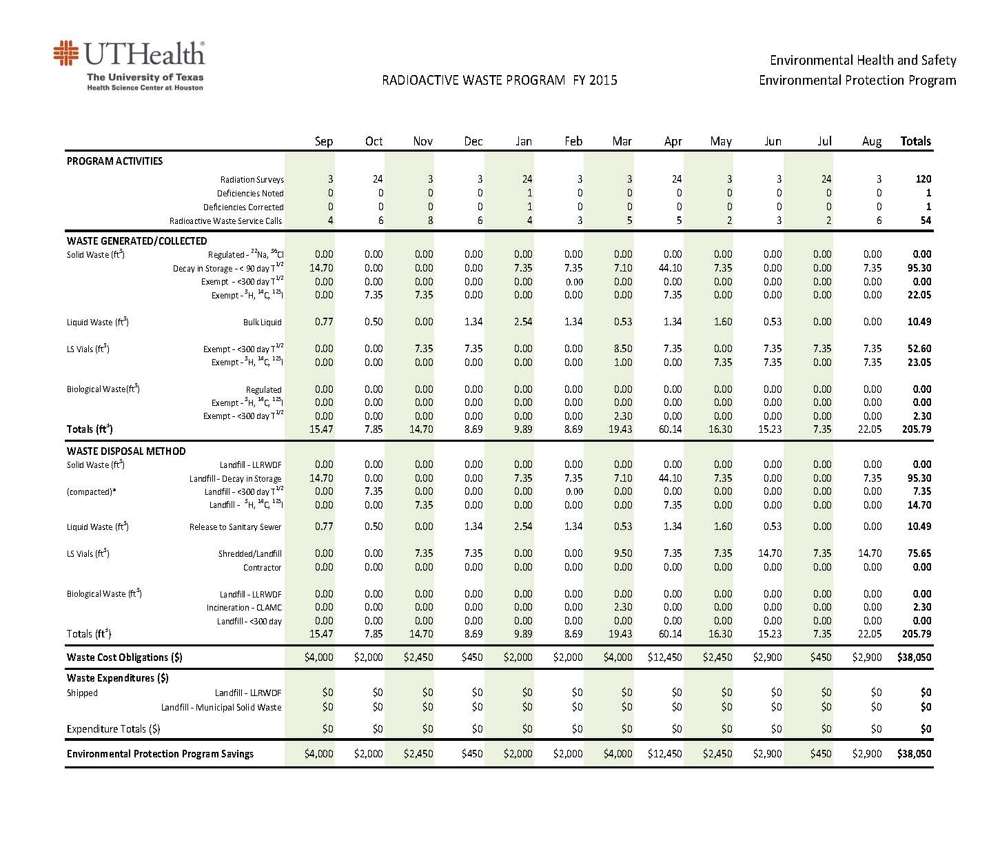 UTHealth®
The University of Texas
Health Science Center at Houston
Environmental Health and Safety
RADIOACTIVE WASTE PROGRAM FY 2015 Environmental Protection Program
Sep Oct Nov Dec Jan Feb Mar Apr May Jun Jul Aug Totals
PROGRAM ACTIVITIES
Radiation Surveys 3 24 3 3 24 3 3 24 3 3 24 3 120
Deficiencies Noted 0 0 0 0 1 0 0 0 0 0 0 0 1
Deficiencies Corrected 0 0 0 0 1 0 0 0 0 0 0 0 1
Radioactive Waste Service Calls 4 6 8 6 4 3 5 5 2 3 2 6 54
WASTE GENERATED/COLLECTED
Solid Waste (ft³) Regulated - ²²Na, ³⁶Cl 0.00 0.00 0.00 0.00 0.00 0.00 0.00 0.00 0.00 0.00 0.00 0.00 0.00
Decay in Storage - < 90 day T1/2 14.70 0.00 0.00 0.00 7.35 7.35 7.10 44.10 7.35 0.00 0.00 7.35 95.30
Exempt - <300 day T1/2 0.00 0.00 0.00 0.00 0.00 0.00 0.00 0.00 0.00 0.00 0.00 0.00 0.00
Exempt - ³H, ¹⁴C, ¹²⁵I 0.00 7.35 7.35 0.00 0.00 0.00 0.00 7.35 0.00 0.00 0.00 0.00 22.05
Liquid Waste (ft³) Bulk Liquid 0.77 0.50 0.00 1.34 2.54 1.34 0.53 1.34 1.60 0.53 0.00 0.00 10.49
LS Vials (ft³) Exempt - <300 day T1/2 0.00 0.00 7.35 7.35 0.00 0.00 8.50 7.35 0.00 7.35 7.35 7.35 52.60
Exempt - ³H, ¹⁴C, ¹²⁵I 0.00 0.00 0.00 0.00 0.00 0.00 1.00 0.00 7.35 7.35 0.00 7.35 23.05
Biological Waste(ft³) Regulated 0.00 0.00 0.00 0.00 0.00 0.00 0.00 0.00 0.00 0.00 0.00 0.00 0.00
Exempt - ³H, ¹⁴C, ¹²⁵I 0.00 0.00 0.00 0.00 0.00 0.00 0.00 0.00 0.00 0.00 0.00 0.00 0.00
Exempt - <300 day T1/2 0.00 0.00 0.00 0.00 0.00 0.00 2.30 0.00 0.00 0.00 0.00 0.00 2.30
Totals (ft³) 15.47 7.85 14.70 8.69 9.89 8.69 19.43 60.14 16.30 15.23 7.35 22.05 205.79
WASTE DISPOSAL METHOD
Solid Waste (ft³) Landfill - LLRWDF 0.00 0.00 0.00 0.00 0.00 0.00 0.00 0.00 0.00 0.00 0.00 0.00 0.00
Landfill - Decay in Storage 14.70 0.00 0.00 0.00 7.35 7.35 7.10 44.10 7.35 0.00 0.00 7.35 95.30
(compacted)* Landfill - <300 day T1/2 0.00 7.35 0.00 0.00 0.00 0.00 0.00 0.00 0.00 0.00 0.00 0.00 7.35
Landfill - ³H, ¹⁴C, ¹²⁵I 0.00 0.00 7.35 0.00 0.00 0.00 0.00 7.35 0.00 0.00 0.00 0.00 14.70
Liquid Waste (ft³) Release to Sanitary Sewer 0.77 0.50 0.00 1.34 2.54 1.34 0.53 1.34 1.60 0.53 0.00 0.00 10.49
LS Vials (ft³) Shredded/Landfill 0.00 0.00 7.35 7.35 0.00 0.00 9.50 7.35 7.35 14.70 7.35 14.70 75.65
Contractor 0.00 0.00 0.00 0.00 0.00 0.00 0.00 0.00 0.00 0.00 0.00 0.00 0.00
Biological Waste (ft³) Landfill - LLRWDF 0.00 0.00 0.00 0.00 0.00 0.00 0.00 0.00 0.00 0.00 0.00 0.00 0.00
Incineration - CLAMC 0.00 0.00 0.00 0.00 0.00 0.00 2.30 0.00 0.00 0.00 0.00 0.00 2.30
Landfill - <300 day 0.00 0.00 0.00 0.00 0.00 0.00 0.00 0.00 0.00 0.00 0.00 0.00 0.00
Totals (ft³) 15.47 7.85 14.70 8.69 9.89 8.69 19.43 60.14 16.30 15.23 7.35 22.05 205.79
Waste Cost Obligations ($) $4,000 $2,000 $2,450 $450 $2,000 $2,000 $4,000 $12,450 $2,450 $2,900 $450 $2,900 $38,050
Waste Expenditures ($)
Shipped Landfill - LLRWDF $0 $0 $0 $0 $0 $0 $0 $0 $0 $0 $0 $0 $0
Landfill - Municipal Solid Waste $0 $0 $0 $0 $0 $0 $0 $0 $0 $0 $0 $0 $0
Expenditure Totals ($) $0 $0 $0 $0 $0 $0 $0 $0 $0 $0 $0 $0 $0
Environmental Protection Program Savings $4,000 $2,000 $2,450 $450 $2,000 $2,000 $4,000 $12,450 $2,450 $2,900 $450 $2,900 $38,050